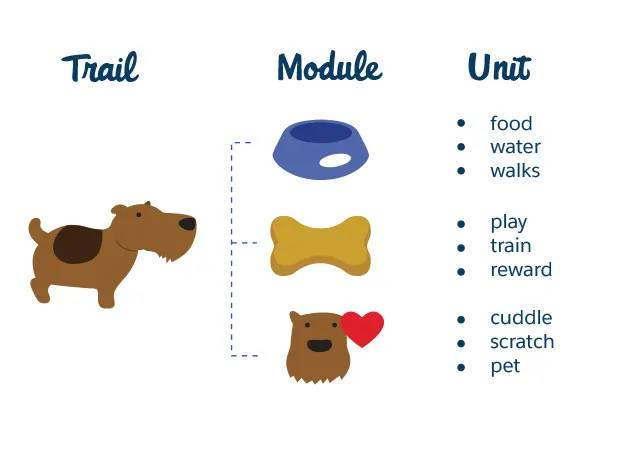 Trail Module Unit
• food
• water
• walks
• play
• train
• reward
• cuddle
• scratch
• pet